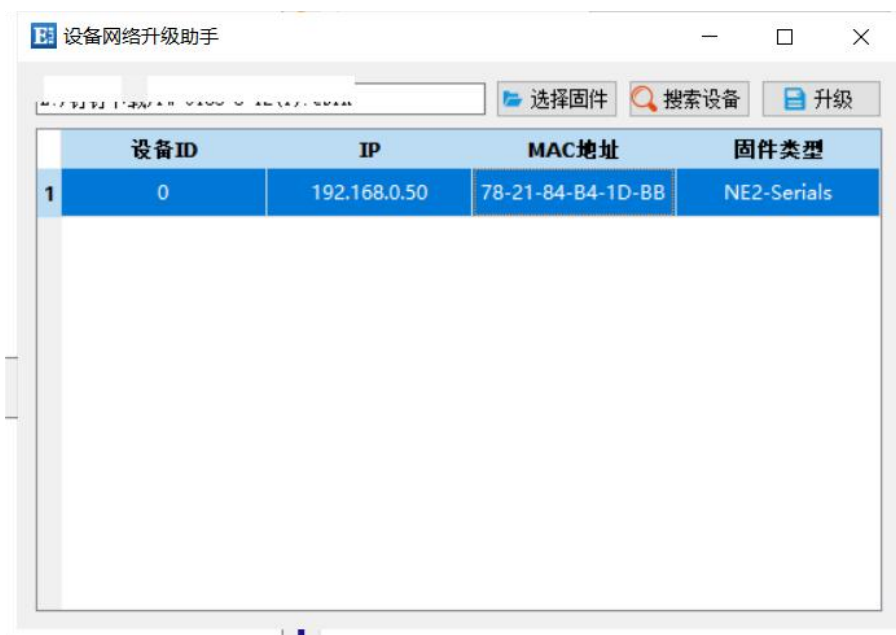 设备网络升级助手
选择固件 搜索设备 升级
设备ID IP MAC地址 固件类型
1 0 192.168.0.50 78-21-84-B4-1D-BB NE2-Serials